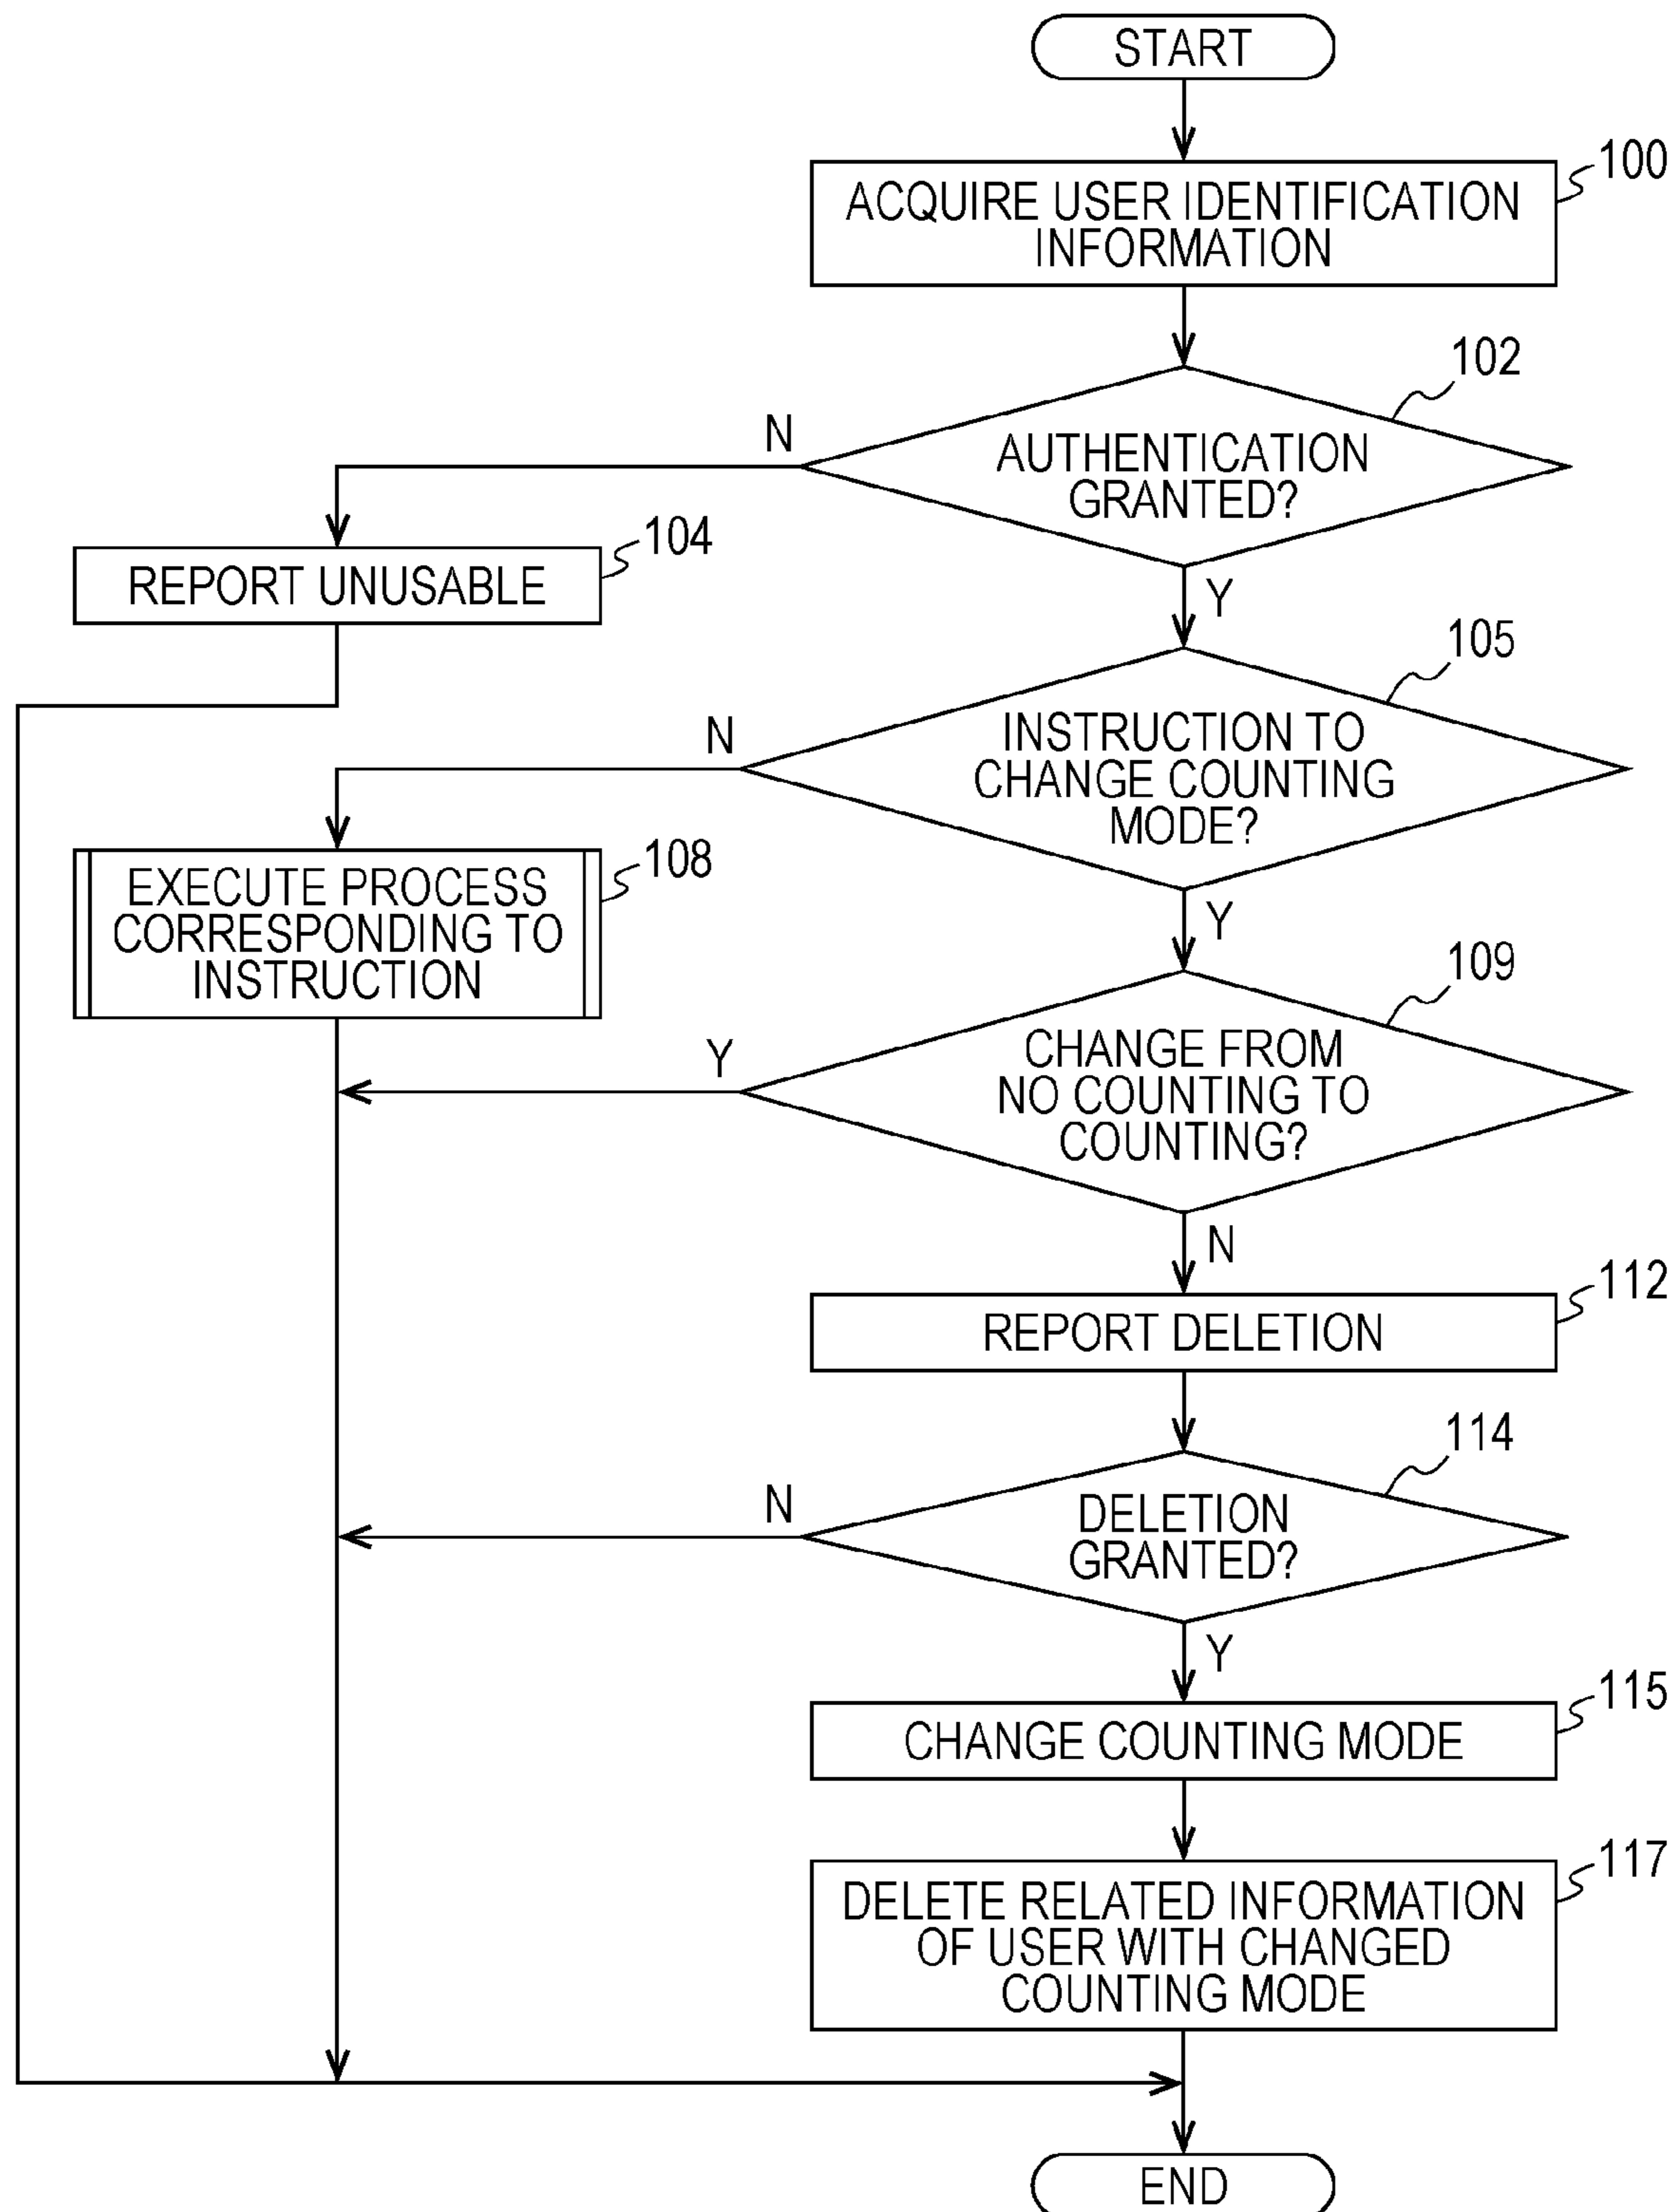 START
100
ACQUIRE USER IDENTIFICATION
INFORMATION
102
N
AUTHENTICATION
GRANTED?
104
REPORT UNUSABLE
Y
105
N
INSTRUCTION TO
CHANGE COUNTING
MODE?
108
EXECUTE PROCESS
CORRESPONDING TO
INSTRUCTION
Y
109
Y
CHANGE FROM
NO COUNTING TO
COUNTING?
N
112
REPORT DELETION
114
N
DELETION
GRANTED?
Y
115
CHANGE COUNTING MODE
117
DELETE RELATED INFORMATION
OF USER WITH CHANGED
COUNTING MODE
END